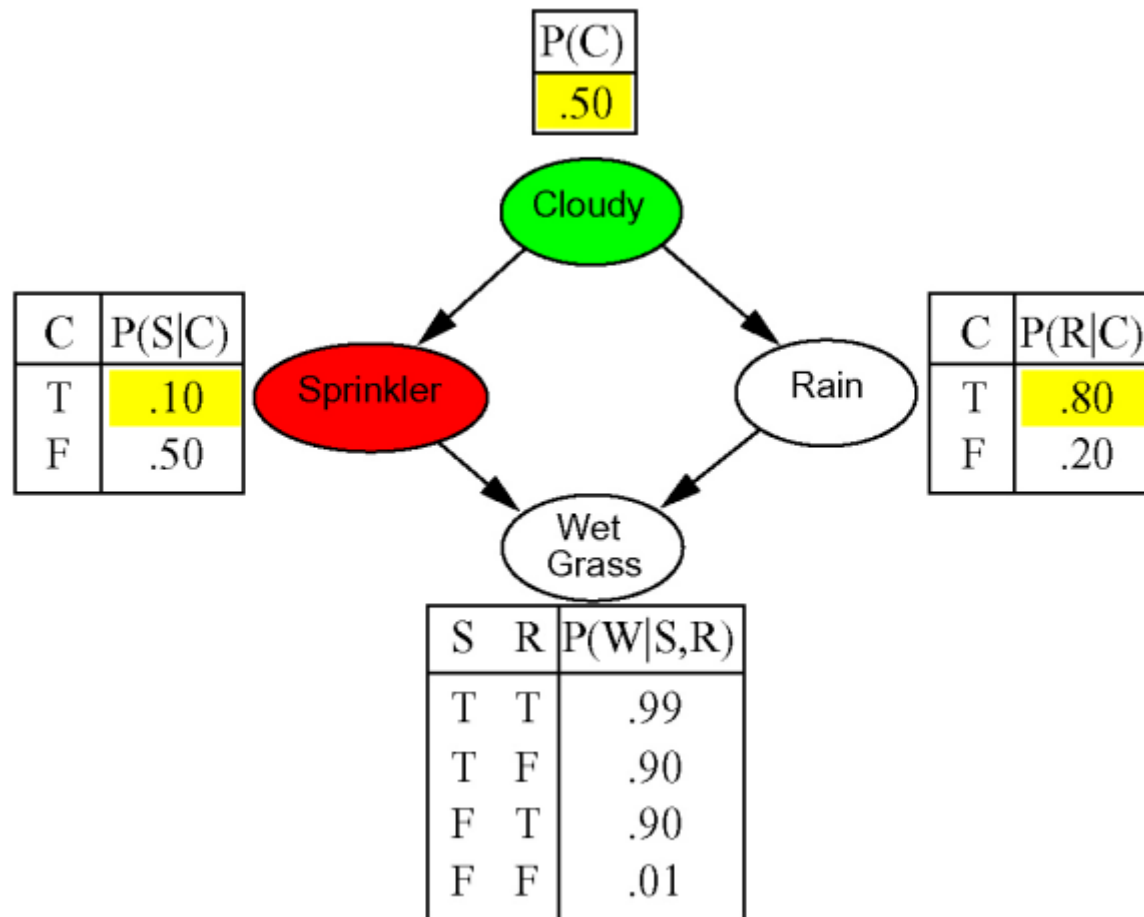 P(C)
.50
Cloudy
C P(S|C)
T .10
F .50
Sprinkler
Rain
C P(R|C)
T .80
F .20
Wet
Grass
S R P(W|S,R)
T T .99
T F .90
F T .90
F F .01